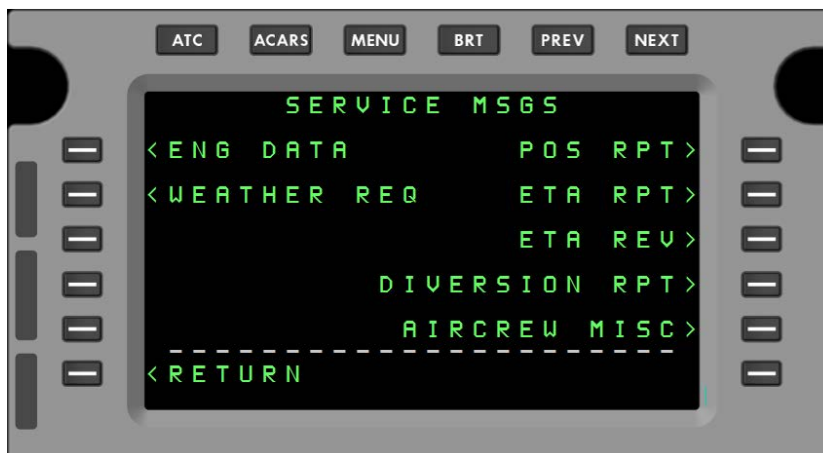 ATC ACARS MENU BRT PREV NEXT
SERVICE MSGS
<ENG DATA POS RPT>
<WEATHER REQ ETA RPT>
ETA REV>
DIVERSION RPT>
AIRCREW MISC>
<RETURN